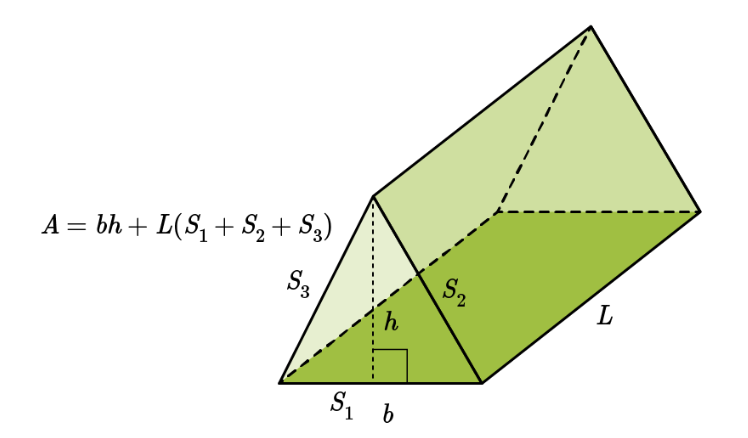 A = bh + L(S₁ + S₂ + S₃)
S₃
S₂
h
L
S₁
b